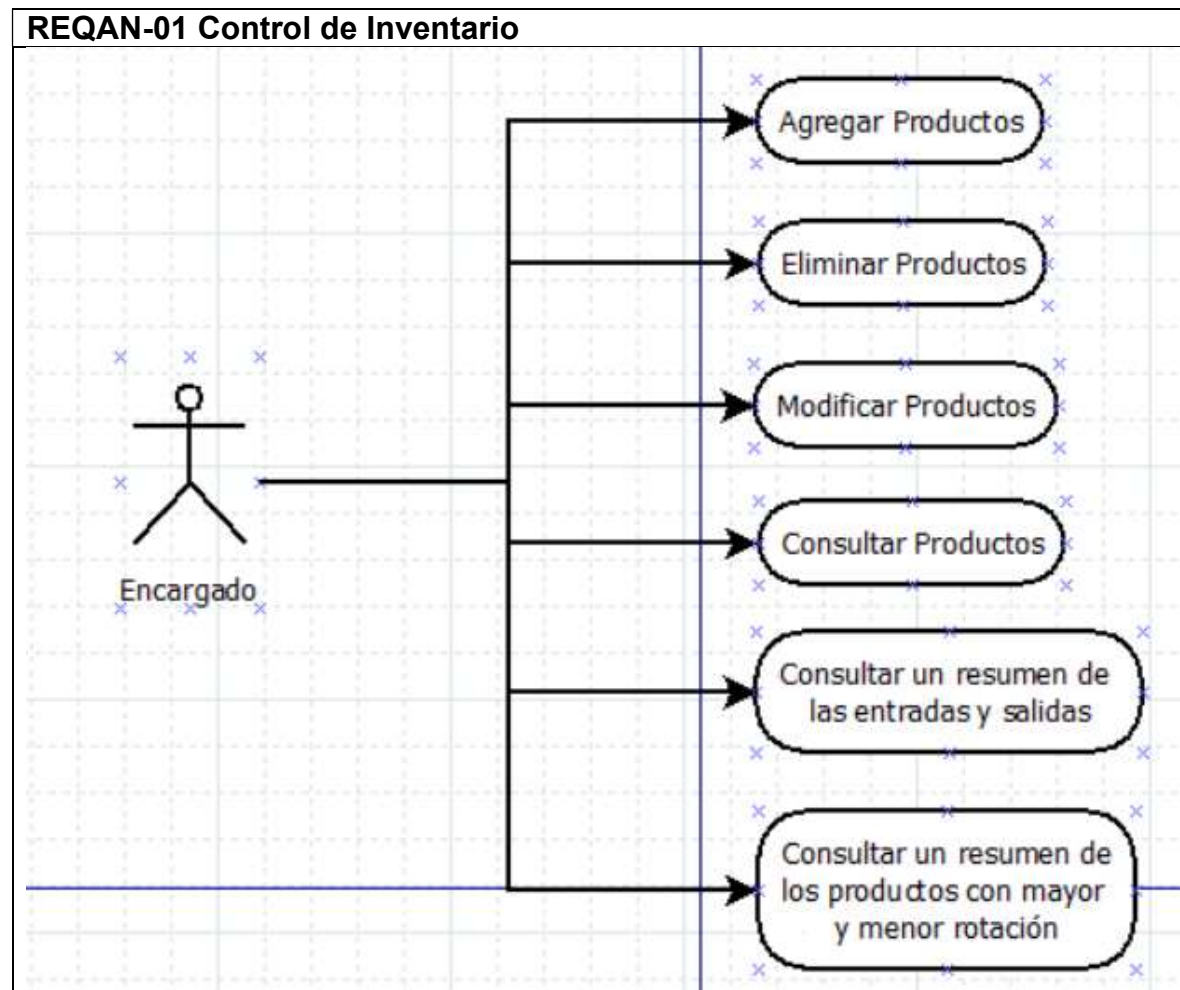 REQAN-01 Control de Inventario
Agregar Productos
Eliminar Productos
Modificar Productos
Consultar Productos
Encargado
Consultar un resumen de
las entradas y salidas
Consultar un resumen de
los productos con mayor
y menor rotación